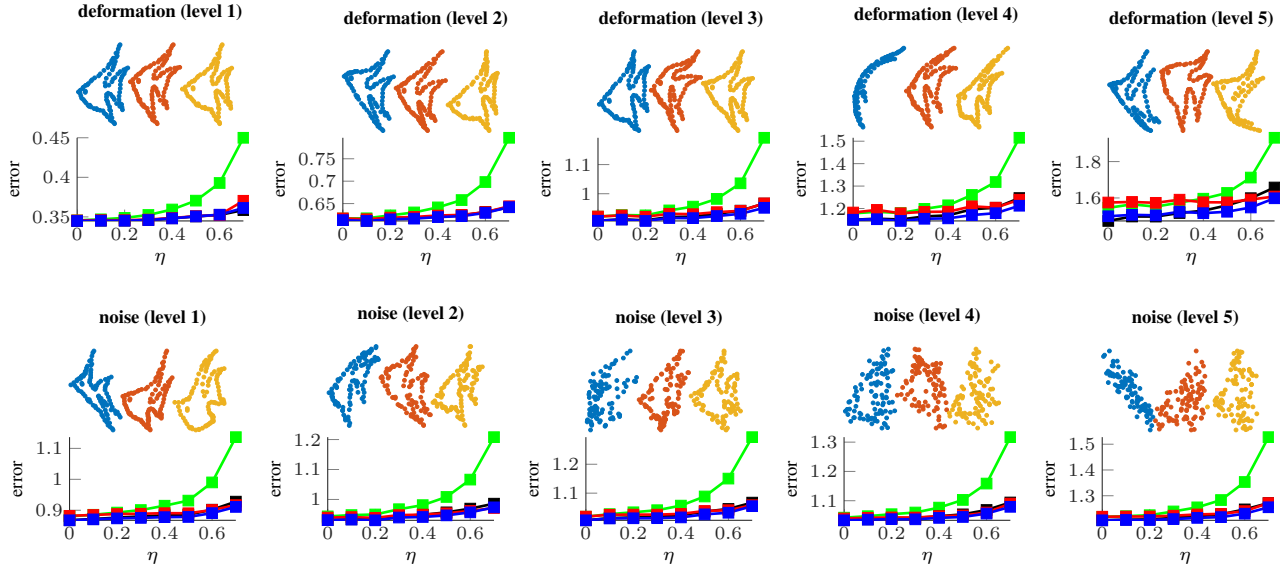 deformation (level 1)
deformation (level 2)
deformation (level 3)
deformation (level 4)
deformation (level 5)
0.45
0.4
0.35
error
0 0.2 0.4 0.6
η
0.75
0.7
0.65
error
0 0.2 0.4 0.6
η
1.1
1
error
0 0.2 0.4 0.6
η
1.5
1.4
1.3
1.2
error
0 0.2 0.4 0.6
η
1.8
1.6
error
0 0.2 0.4 0.6
η
noise (level 1)
noise (level 2)
noise (level 3)
noise (level 4)
noise (level 5)
1.1
1
0.9
error
0 0.2 0.4 0.6
η
1.2
1.1
1
error
0 0.2 0.4 0.6
η
1.2
1.1
error
0 0.2 0.4 0.6
η
1.3
1.2
1.1
error
0 0.2 0.4 0.6
η
1.5
1.4
1.3
error
0 0.2 0.4 0.6
η